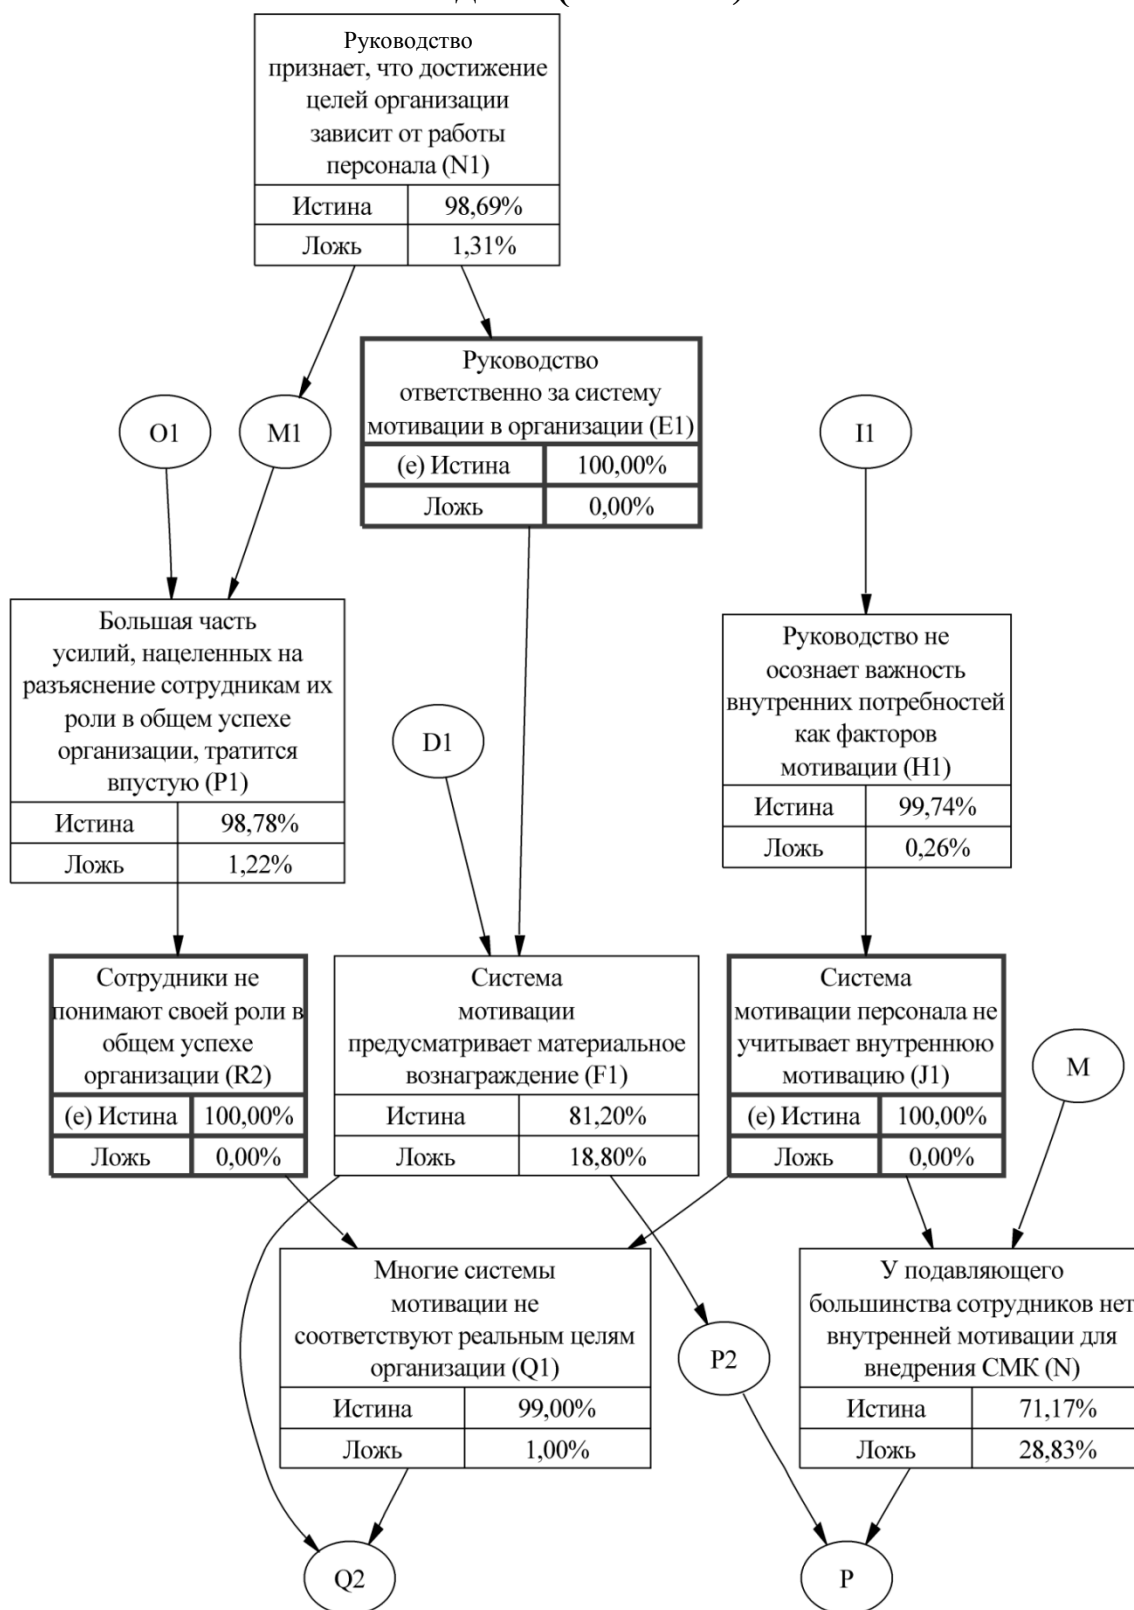 Руководство
признает, что достижение
целей организации
зависит от работы
персонала (N1)
Истина 98,69%
Ложь 1,31%
Руководство
ответственно за систему
мотивации в организации (E1)
(e) Истина 100,00%
Ложь 0,00%
O1
M1
I1
Большая часть
усилий, нацеленных на
разъяснение сотрудникам их
роли в общем успехе
организации, тратится
впустую (P1)
Истина 98,78%
Ложь 1,22%
D1
Руководство не
осознает важность
внутренних потребностей
как факторов
мотивации (H1)
Истина 99,74%
Ложь 0,26%
Сотрудники не
понимают своей роли в
общем успехе
организации (R2)
(e) Истина 100,00%
Ложь 0,00%
Система
мотивации
предусматривает материальное
вознаграждение (F1)
Истина 81,20%
Ложь 18,80%
Система
мотивации персонала не
учитывает внутреннюю
мотивацию (J1)
(e) Истина 100,00%
Ложь 0,00%
M
Многие системы
мотивации не
соответствуют реальным целям
организации (Q1)
Истина 99,00%
Ложь 1,00%
P2
У подавляющего
большинства сотрудников нет
внутренней мотивации для
внедрения СМК (N)
Истина 71,17%
Ложь 28,83%
Q2
P